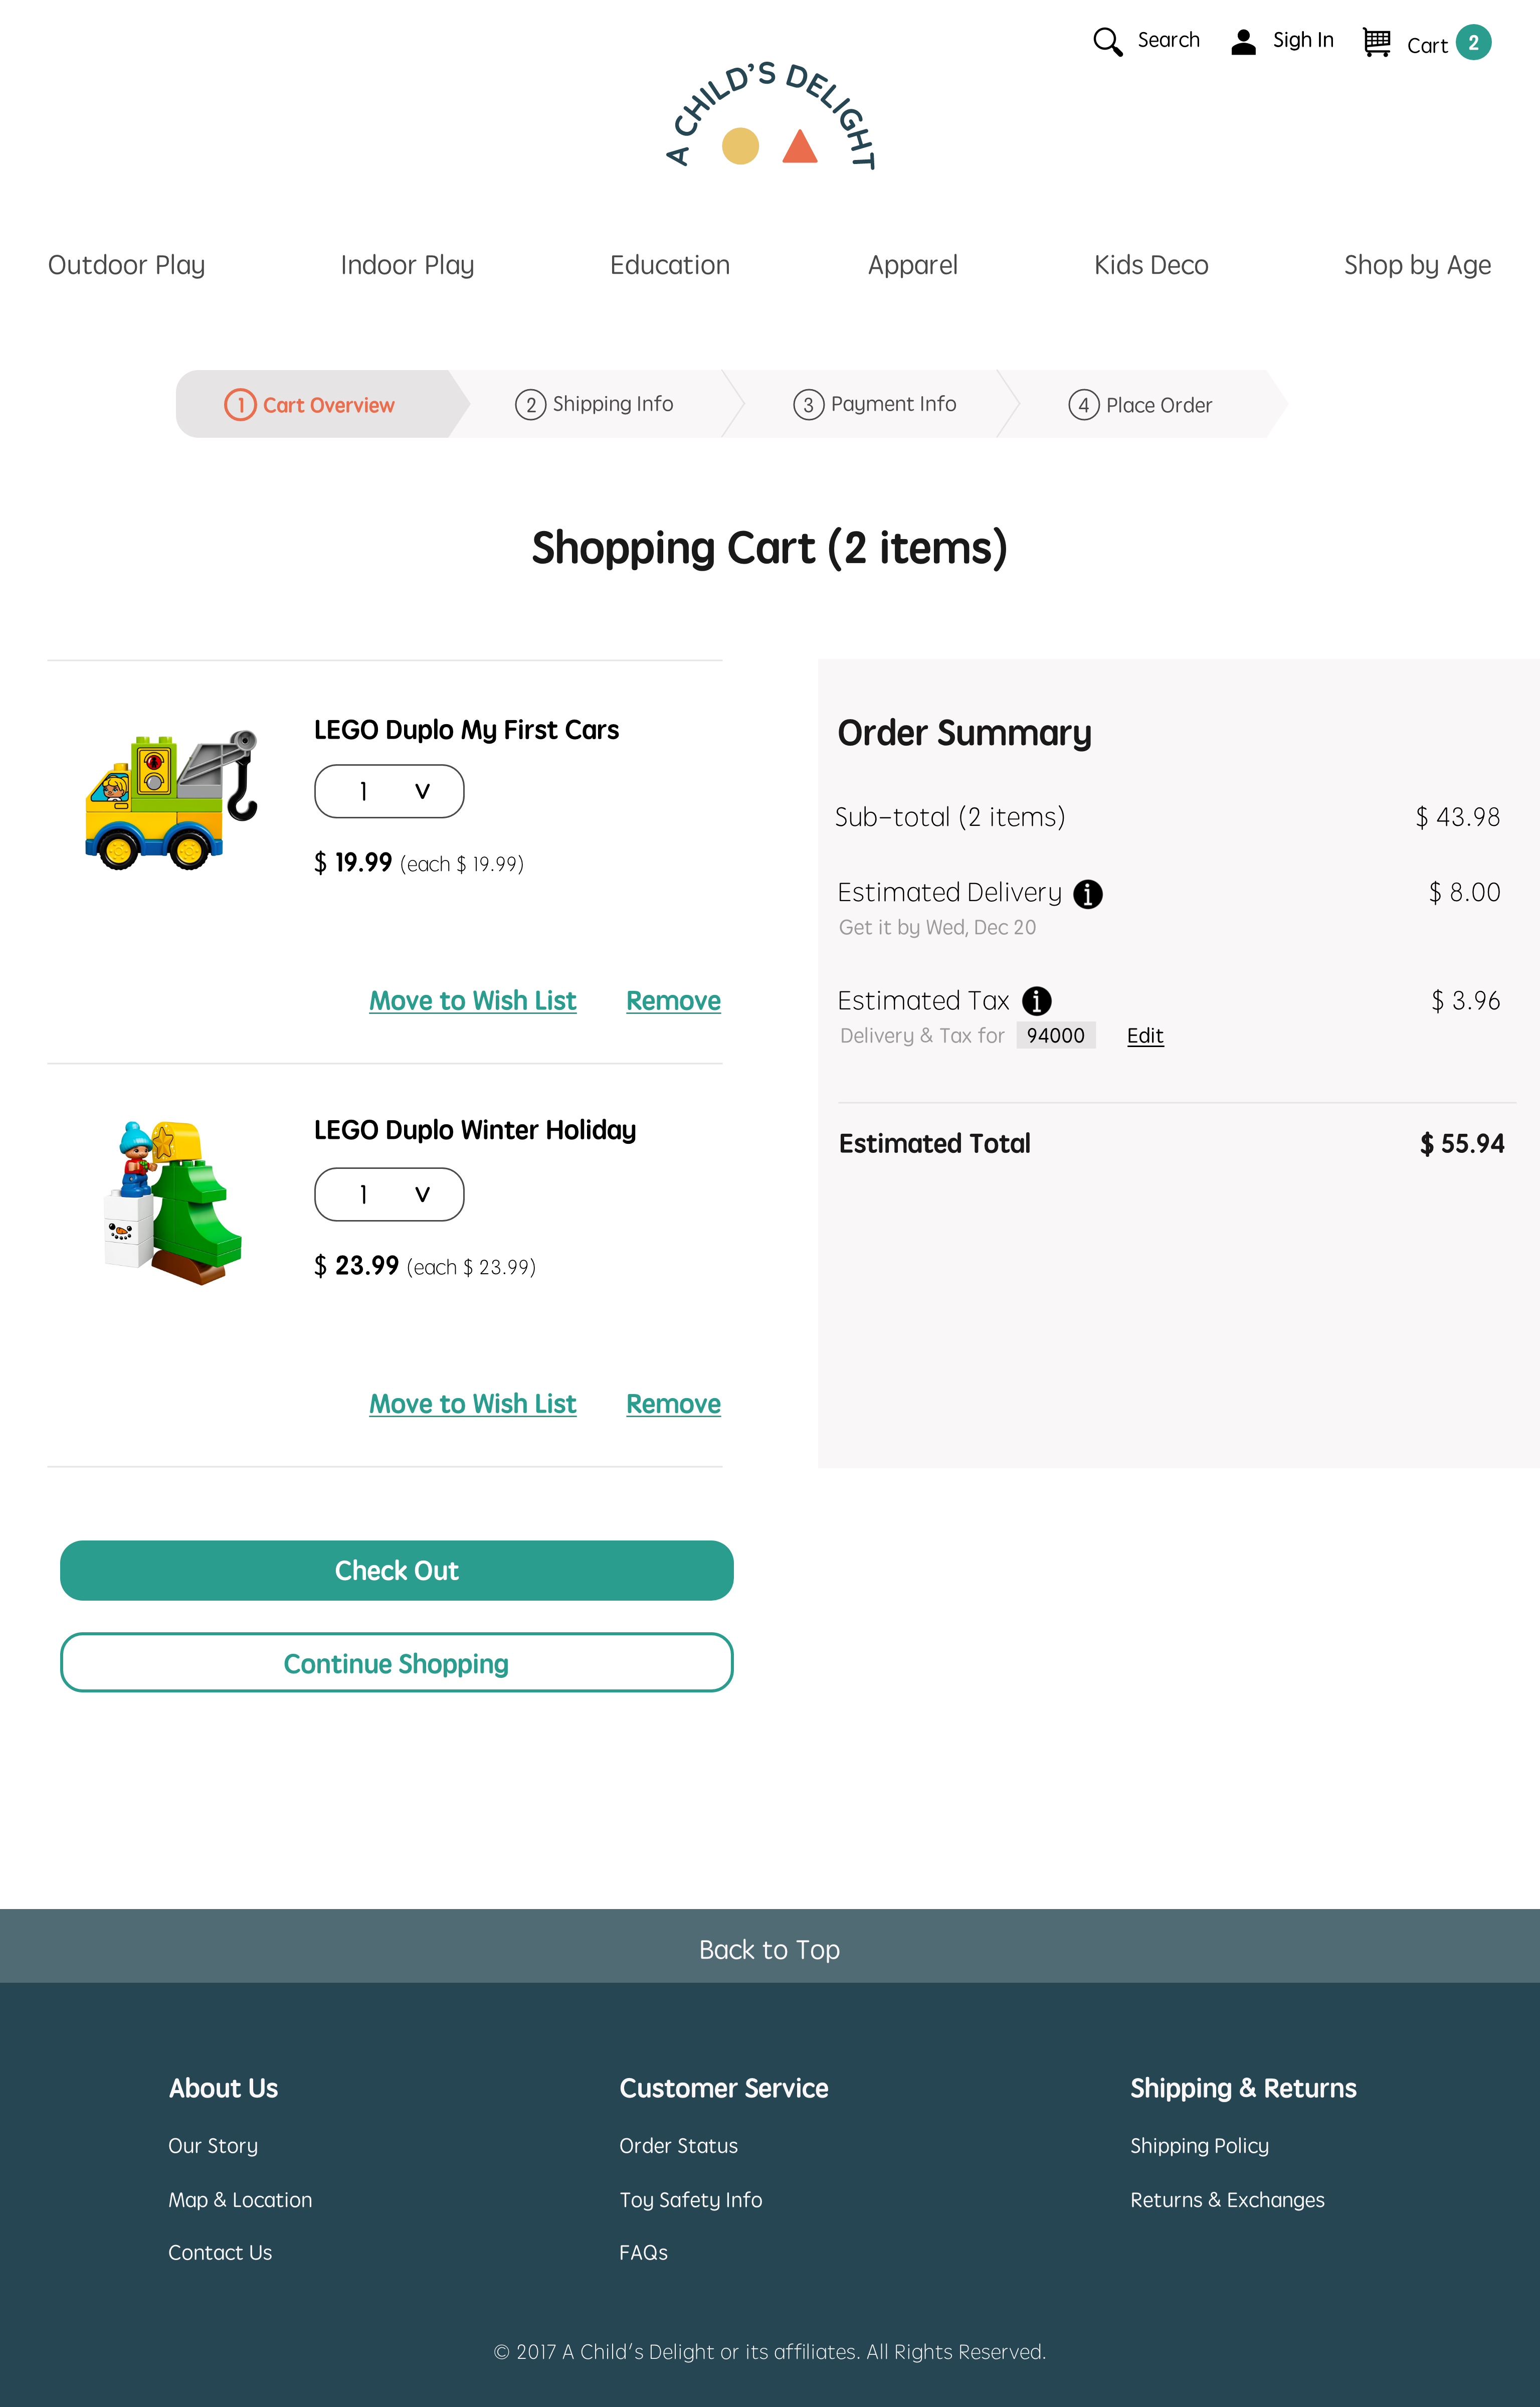 Search
Sigh In
Cart 2
A CHILD'S DELIGHT
Outdoor Play Indoor Play Education Apparel Kids Deco Shop by Age
1 Cart Overview 2 Shipping Info 3 Payment Info 4 Place Order
Shopping Cart (2 items)
LEGO Duplo My First Cars
1 V
$ 19.99 (each $ 19.99)
Move to Wish List Remove
LEGO Duplo Winter Holiday
1 V
$ 23.99 (each $ 23.99)
Move to Wish List Remove
Order Summary
Sub-total (2 items) $ 43.98
Estimated Delivery i $ 8.00
Get it by Wed, Dec 20
Estimated Tax i $ 3.96
Delivery & Tax for 94000 Edit
Estimated Total $ 55.94
Check Out
Continue Shopping
Back to Top
About Us
Our Story
Map & Location
Contact Us
Customer Service
Order Status
Toy Safety Info
FAQs
Shipping & Returns
Shipping Policy
Returns & Exchanges
© 2017 A Child's Delight or its affiliates. All Rights Reserved.